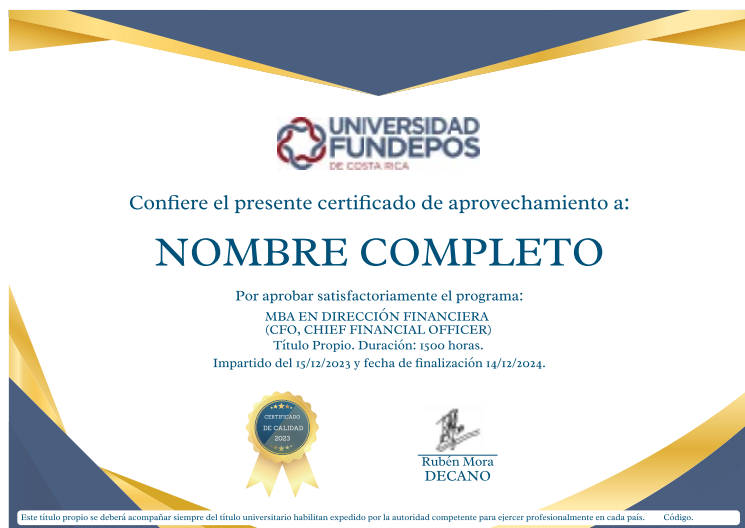 UNIVERSIDAD
FUNDEPOS
DE COSTA RICA
Confiere el presente certificado de aprovechamiento a:
NOMBRE COMPLETO
Por aprobar satisfactoriamente el programa:
MBA EN DIRECCIÓN FINANCIERA
(CFO, CHIEF FINANCIAL OFFICER)
Título Propio. Duración: 1500 horas.
Impartido del 15/12/2023 y fecha de finalización 14/12/2024.
CERTIFICADO
DE CALIDAD
2023
Rubén Mora
DECANO
Este título propio se deberá acompañar siempre del título universitario habilitan expedido por la autoridad competente para ejercer profesionalmente en cada país. Código.